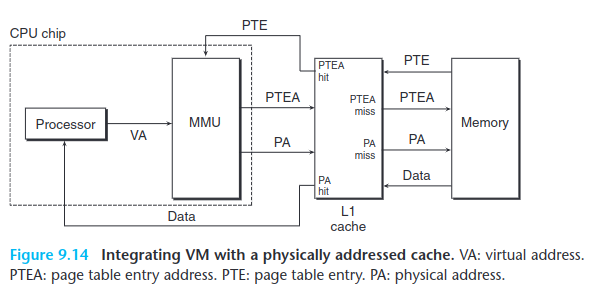 PTE
CPU chip
PTEA
hit
PTE
PTEA
PTEA
miss
PTEA
Processor
VA
MMU
Memory
PA
PA
miss
PA
PA
hit
Data
Data
L1
cache
Figure 9.14 Integrating VM with a physically addressed cache. VA: virtual address.
PTEA: page table entry address. PTE: page table entry. PA: physical address.